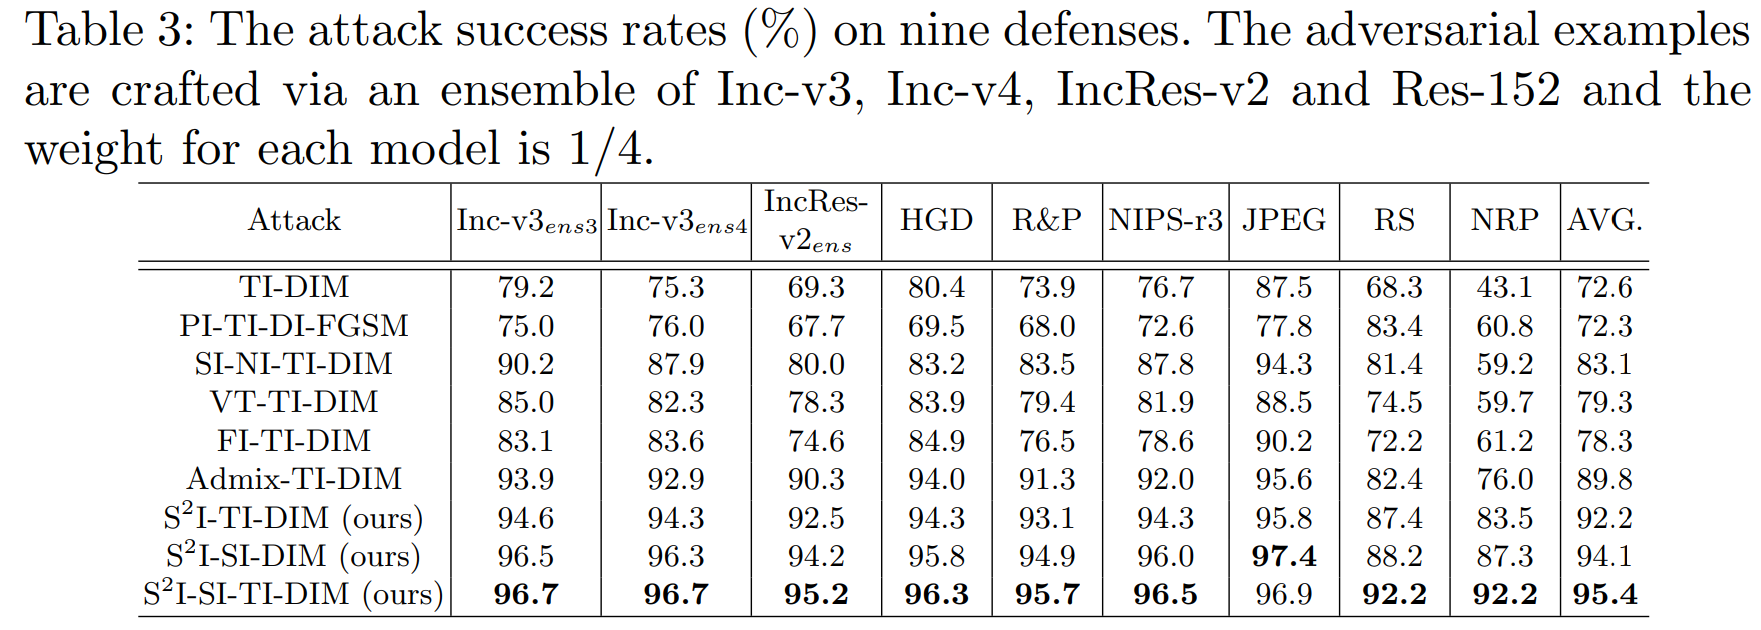 Table 3: The attack success rates (%) on nine defenses. The adversarial examples
are crafted via an ensemble of Inc-v3, Inc-v4, IncRes-v2 and Res-152 and the
weight for each model is 1/4.
Attack Inc-v3ens3 Inc-v3ens4 IncRes-v2ens HGD R&P NIPS-r3 JPEG RS NRP AVG.
TI-DIM 79.2 75.3 69.3 80.4 73.9 76.7 87.5 68.3 43.1 72.6
PI-TI-DI-FGSM 75.0 76.0 67.7 69.5 68.0 72.6 77.8 83.4 60.8 72.3
SI-NI-TI-DIM 90.2 87.9 80.0 83.2 83.5 87.8 94.3 81.4 59.2 83.1
VT-TI-DIM 85.0 82.3 78.3 83.9 79.4 81.9 88.5 74.5 59.7 79.3
FI-TI-DIM 83.1 83.6 74.6 84.9 76.5 78.6 90.2 72.2 61.2 78.3
Admix-TI-DIM 93.9 92.9 90.3 94.0 91.3 92.0 95.6 82.4 76.0 89.8
S²I-TI-DIM (ours) 94.6 94.3 92.5 94.3 93.1 94.3 95.8 87.4 83.5 92.2
S²I-SI-DIM (ours) 96.5 96.3 94.2 95.8 94.9 96.0 97.4 88.2 87.3 94.1
S²I-SI-TI-DIM (ours) 96.7 96.7 95.2 96.3 95.7 96.5 96.9 92.2 92.2 95.4